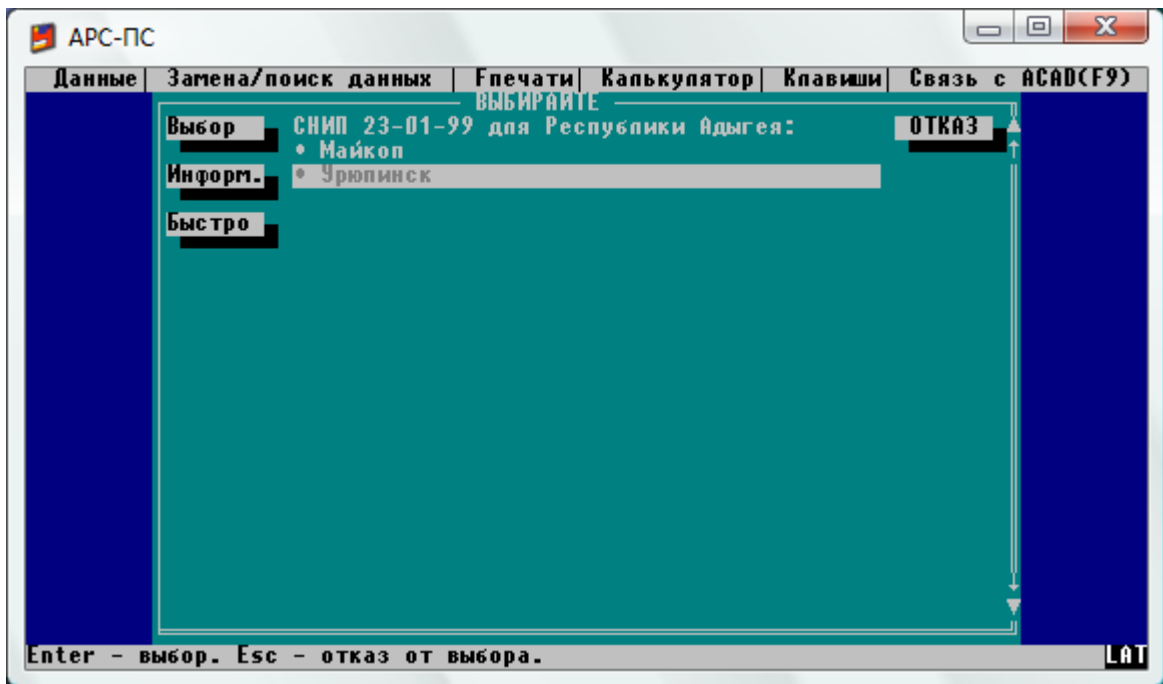 АРС-ПС
Данные| Замена/поиск данных | Гпечати| Калькулятор| Клавиши| Связь с ACAD(F9)
ВЫБИРАЙТЕ
Выбор СНИП 23-01-99 для Республики Адыгея: ОТКАЗ
• Майкоп
Информ. • Урюпинск
Быстро
Enter - выбор. Esc - отказ от выбора. LAT